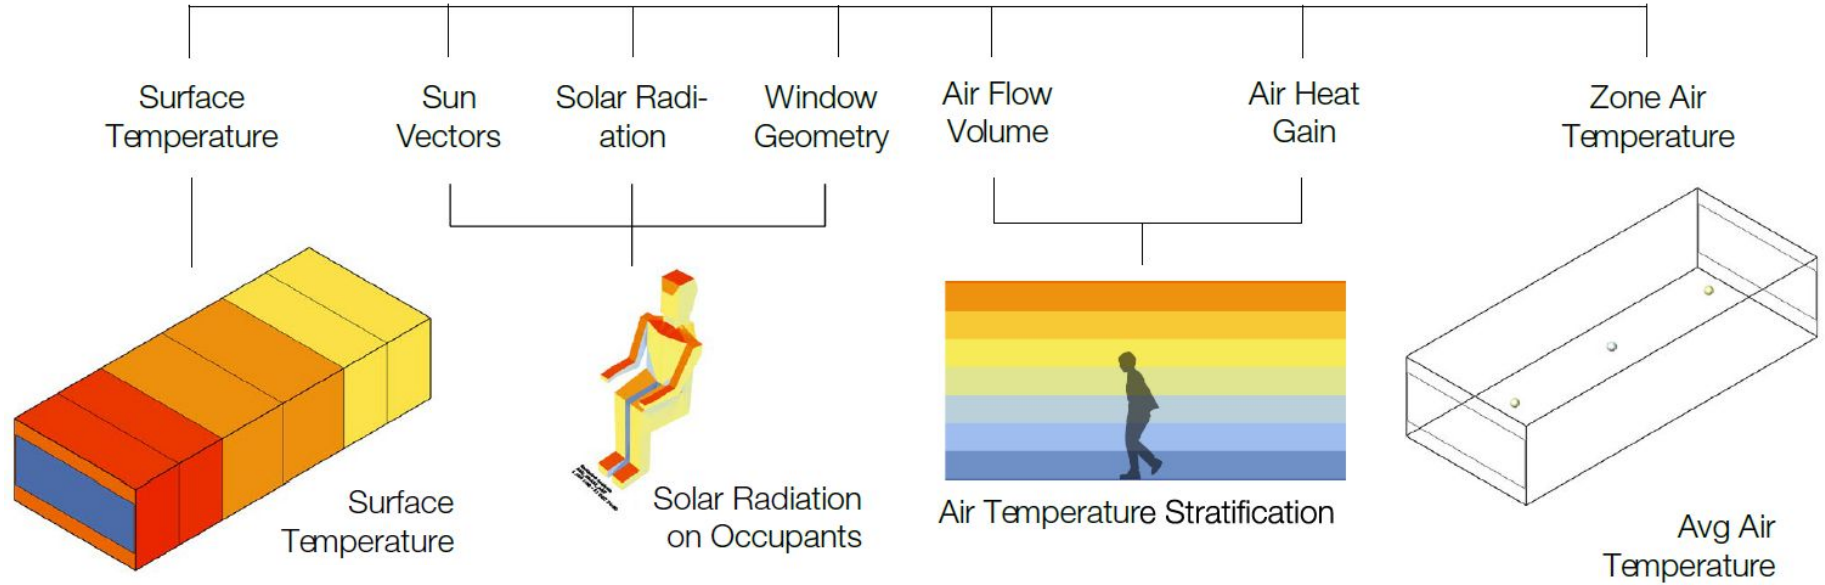 Surface
Temperature
Sun
Vectors
Solar Radi-
ation
Window
Geometry
Air Flow
Volume
Air Heat
Gain
Zone Air
Temperature
Surface
Temperature
Solar Radiation
on Occupants
Air Temperature Stratification
Avg Air
Temperature